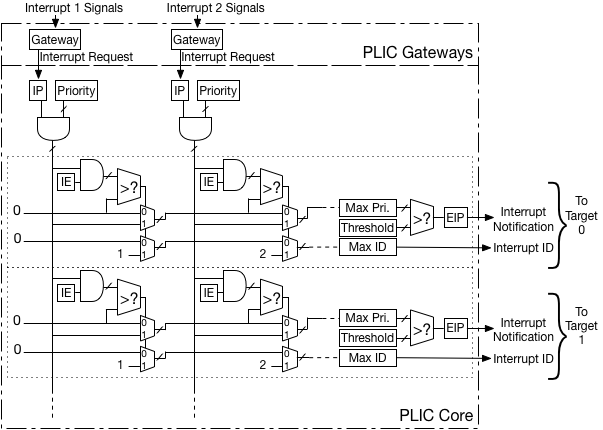 Interrupt 1 Signals
Interrupt 2 Signals
Gateway
Gateway
PLIC Gateways
Interrupt Request
Interrupt Request
IP
Priority
IP
Priority
IE
>?
IE
>?
0
0
1
0
1
Max Pri.
Threshold
>?
EIP
Interrupt
Notification
To
Target
0
0
0
1
1
0
1
2
Max ID
Interrupt ID
IE
>?
IE
>?
0
0
1
0
1
Max Pri.
Threshold
>?
EIP
Interrupt
Notification
To
Target
1
0
0
1
1
0
1
2
Max ID
Interrupt ID
PLIC Core